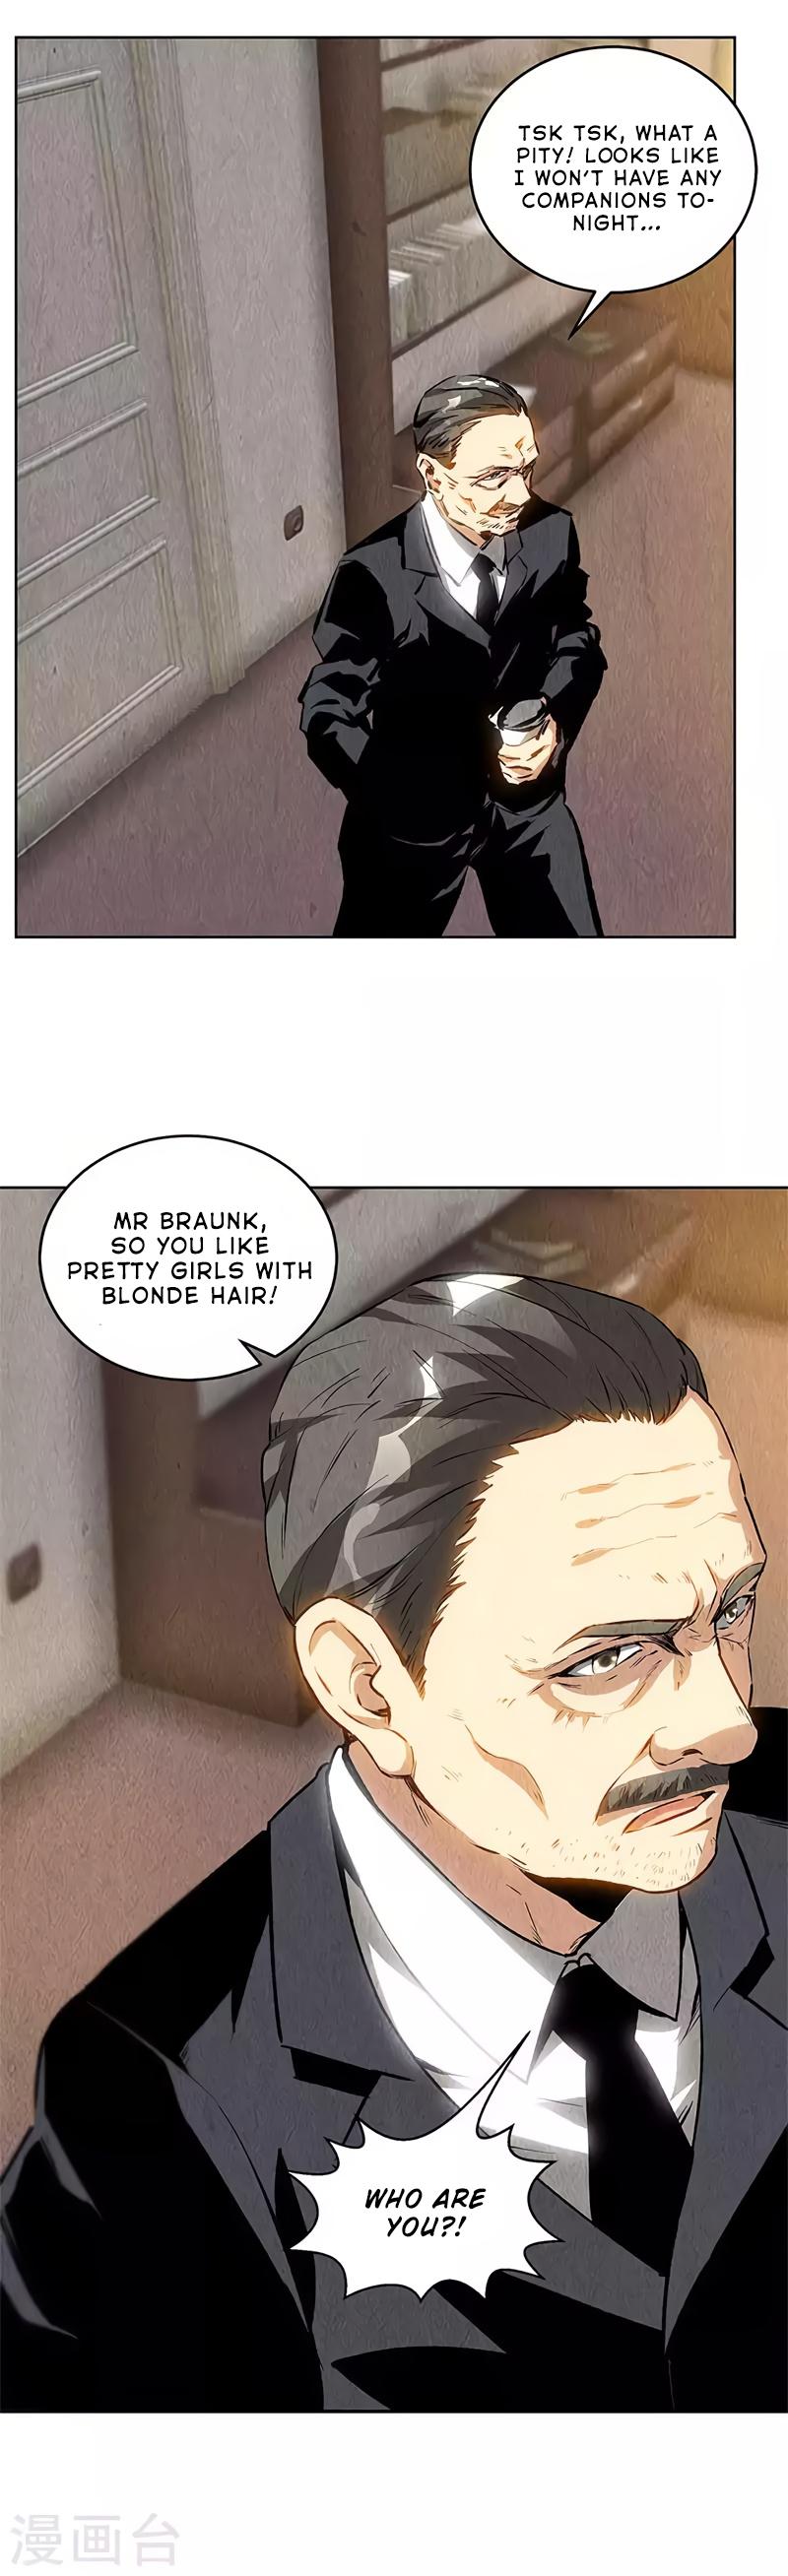 TSK TSK, WHAT A
PITY! LOOKS LIKE
I WON'T HAVE ANY
COMPANIONS TO-
NIGHT...
MR BRAUNK,
SO YOU LIKE
PRETTY GIRLS WITH
BLONDE HAIR!
WHO ARE
YOU?!
漫画台